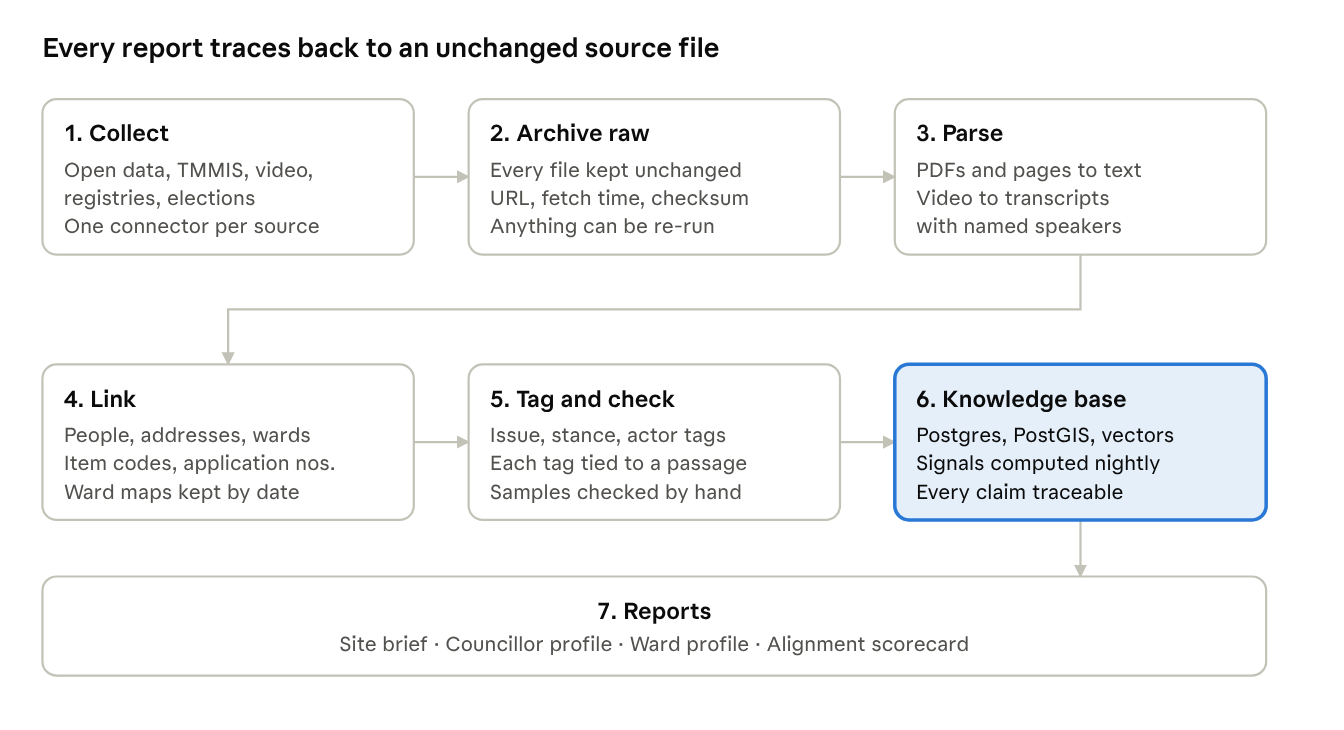 Every report traces back to an unchanged source file
1. Collect
Open data, TMMIS, video,
registries, elections
One connector per source
2. Archive raw
Every file kept unchanged
URL, fetch time, checksum
Anything can be re-run
3. Parse
PDFs and pages to text
Video to transcripts
with named speakers
4. Link
People, addresses, wards
Item codes, application nos.
Ward maps kept by date
5. Tag and check
Issue, stance, actor tags
Each tag tied to a passage
Samples checked by hand
6. Knowledge base
Postgres, PostGIS, vectors
Signals computed nightly
Every claim traceable
7. Reports
Site brief · Councillor profile · Ward profile · Alignment scorecard